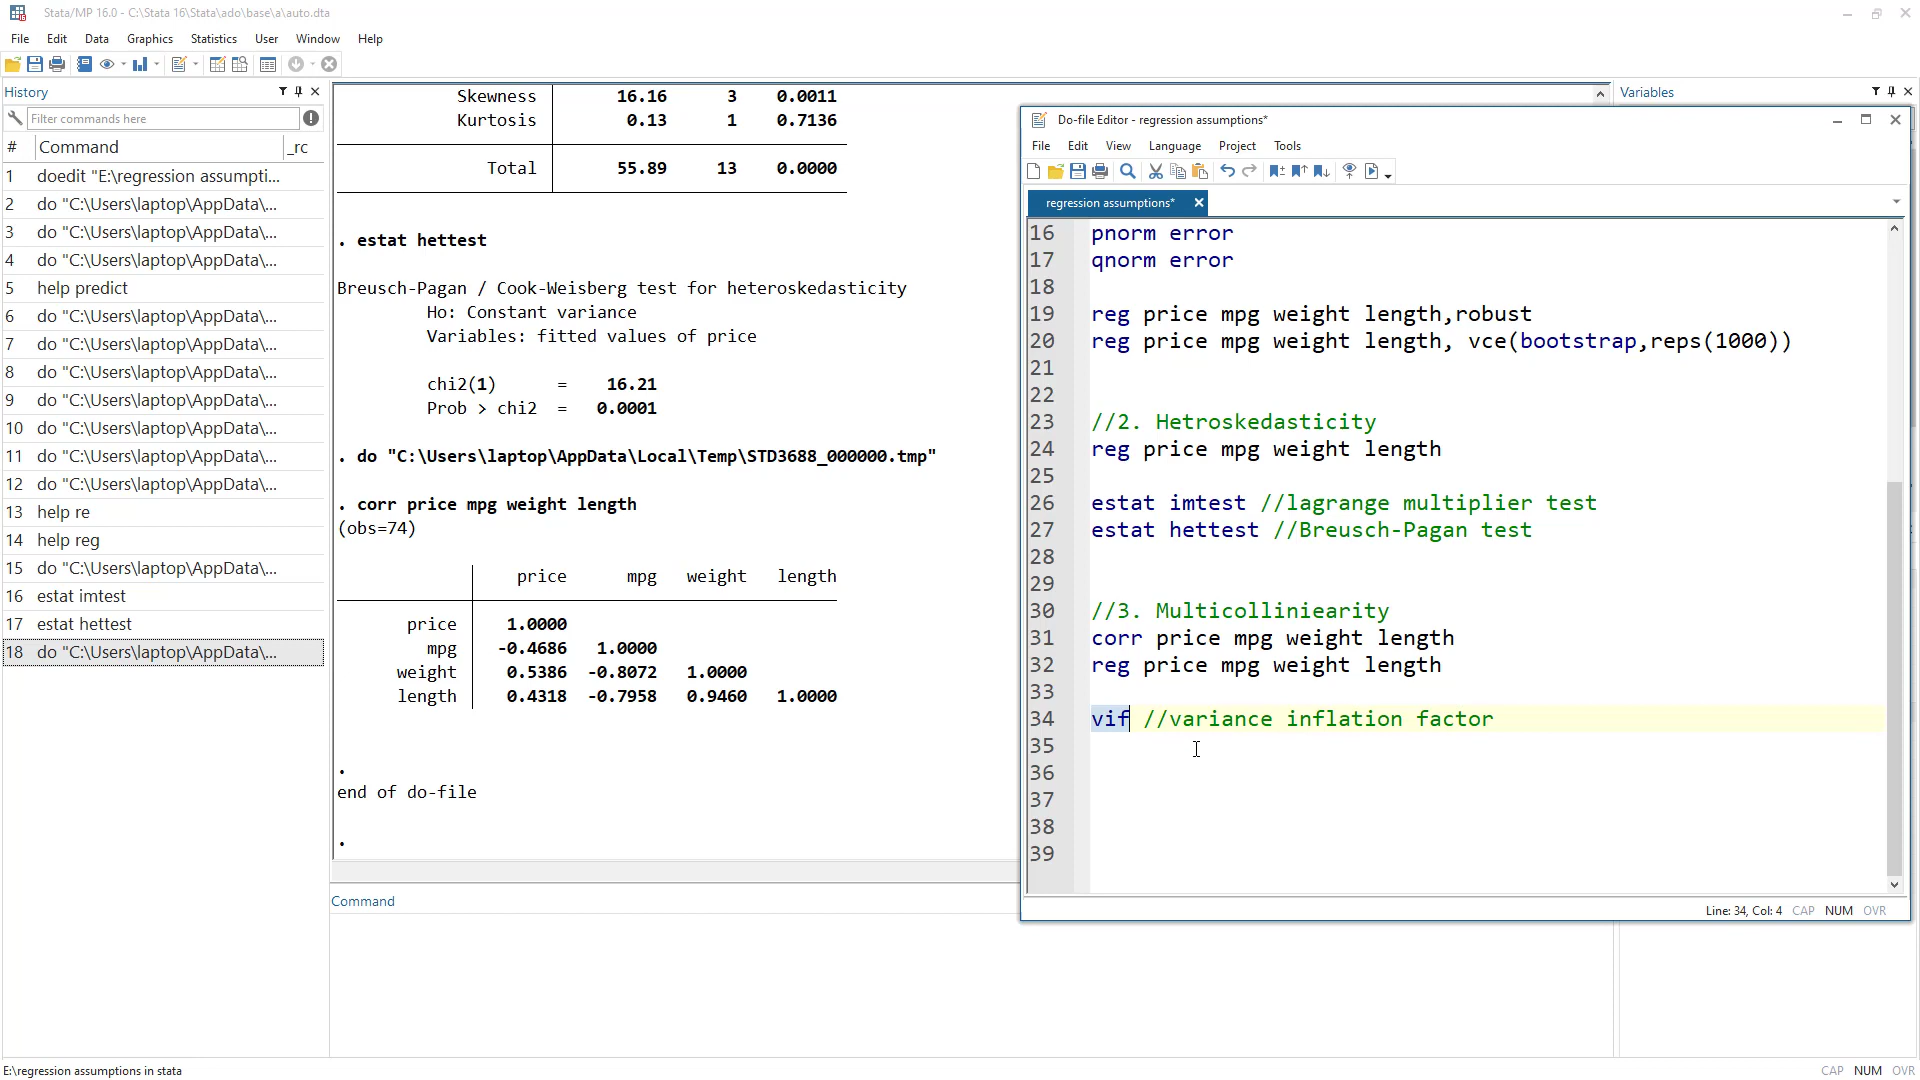 Stata/MP 16.0 - C:\Stata 16\Stata\ado\base\a\auto.dta
File Edit Data Graphics Statistics User Window Help
History
Filter commands here
# Command _rc
1 doedit "E:\regression assumpti...
2 do "C:\Users\laptop\AppData\...
3 do "C:\Users\laptop\AppData\...
4 do "C:\Users\laptop\AppData\...
5 help predict
6 do "C:\Users\laptop\AppData\...
7 do "C:\Users\laptop\AppData\...
8 do "C:\Users\laptop\AppData\...
9 do "C:\Users\laptop\AppData\...
10 do "C:\Users\laptop\AppData\...
11 do "C:\Users\laptop\AppData\...
12 do "C:\Users\laptop\AppData\...
13 help re
14 help reg
15 do "C:\Users\laptop\AppData\...
16 estat imtest
17 estat hettest
18 do "C:\Users\laptop\AppData\...
Skewness 16.16 3 0.0011
Kurtosis 0.13 1 0.7136
Total 55.89 13 0.0000
. estat hettest
Breusch-Pagan / Cook-Weisberg test for heteroskedasticity
Ho: Constant variance
Variables: fitted values of price
chi2(1) = 16.21
Prob > chi2 = 0.0001
. do "C:\Users\laptop\AppData\Local\Temp\STD3688_000000.tmp"
. corr price mpg weight length
(obs=74)
price mpg weight length
price 1.0000
mpg -0.4686 1.0000
weight 0.5386 -0.8072 1.0000
length 0.4318 -0.7958 0.9460 1.0000
.
end of do-file
.
Command
Variables
Do-file Editor - regression assumptions*
File Edit View Language Project Tools
regression assumptions*
16 pnorm error
17 qnorm error
18
19 reg price mpg weight length,robust
20 reg price mpg weight length, vce(bootstrap,reps(1000))
21
22
23 //2. Hetroskedasticity
24 reg price mpg weight length
25
26 estat imtest //lagrange multiplier test
27 estat hettest //Breusch-Pagan test
28
29
30 //3. Multicolliniearity
31 corr price mpg weight length
32 reg price mpg weight length
33
34 vif //variance inflation factor
35
36
37
38
39
Line: 34, Col: 4 CAP NUM OVR
E:\regression assumptions in stata
CAP NUM OVR